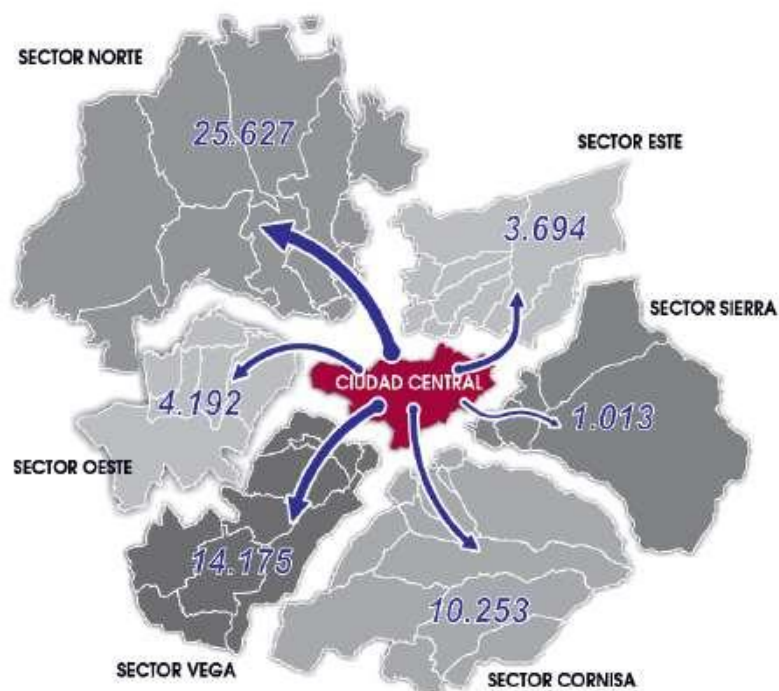 SECTOR NORTE
25.627
SECTOR ESTE
3.694
SECTOR SIERRA
CIUDAD CENTRAL
4.192
1.013
SECTOR OESTE
14.175
10.253
SECTOR VEGA
SECTOR CORNISA